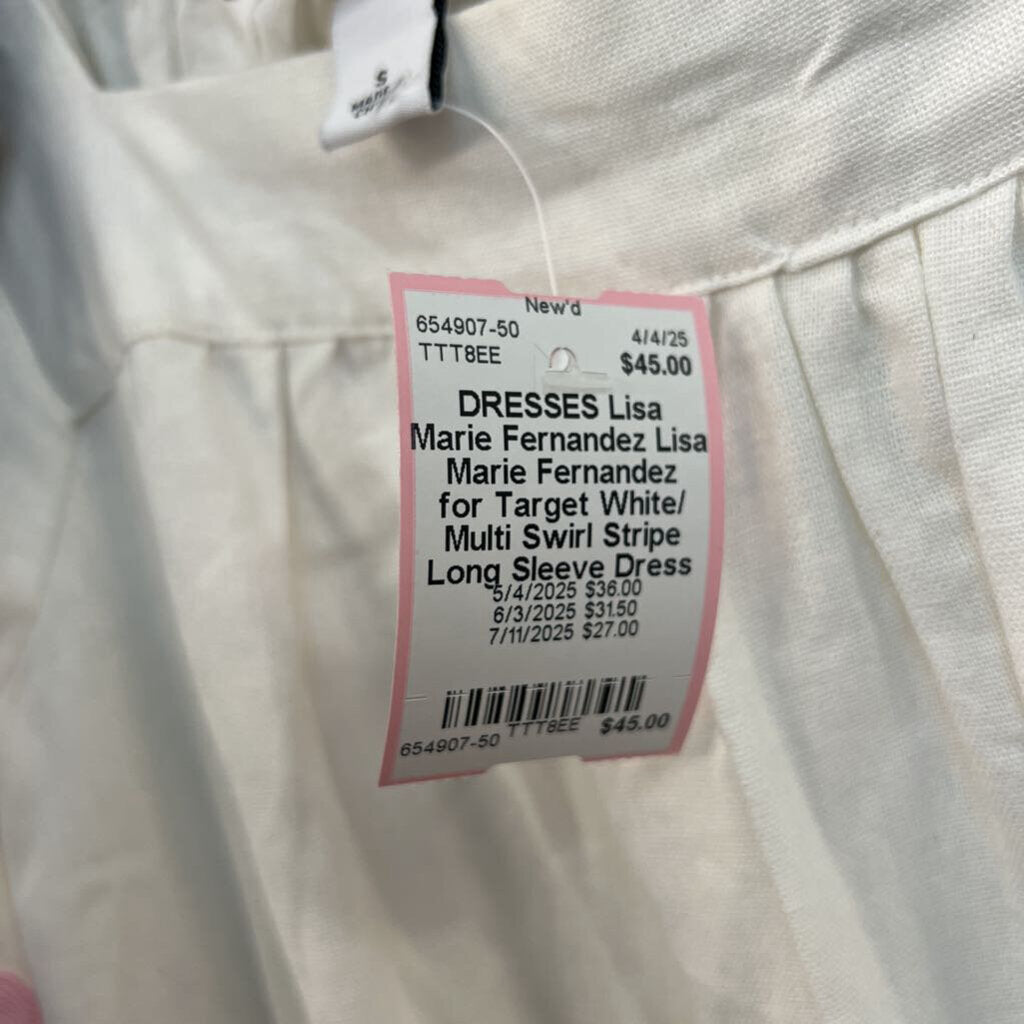 S
New'd
654907-50 4/4/25
TTT8EE $45.00
DRESSES Lisa
Marie Fernandez Lisa
Marie Fernandez
for Target White/
Multi Swirl Stripe
Long Sleeve Dress
5/4/2025 $36.00
6/3/2025 $31.50
7/11/2025 $27.00
654907-50 TTT8EE $45.00